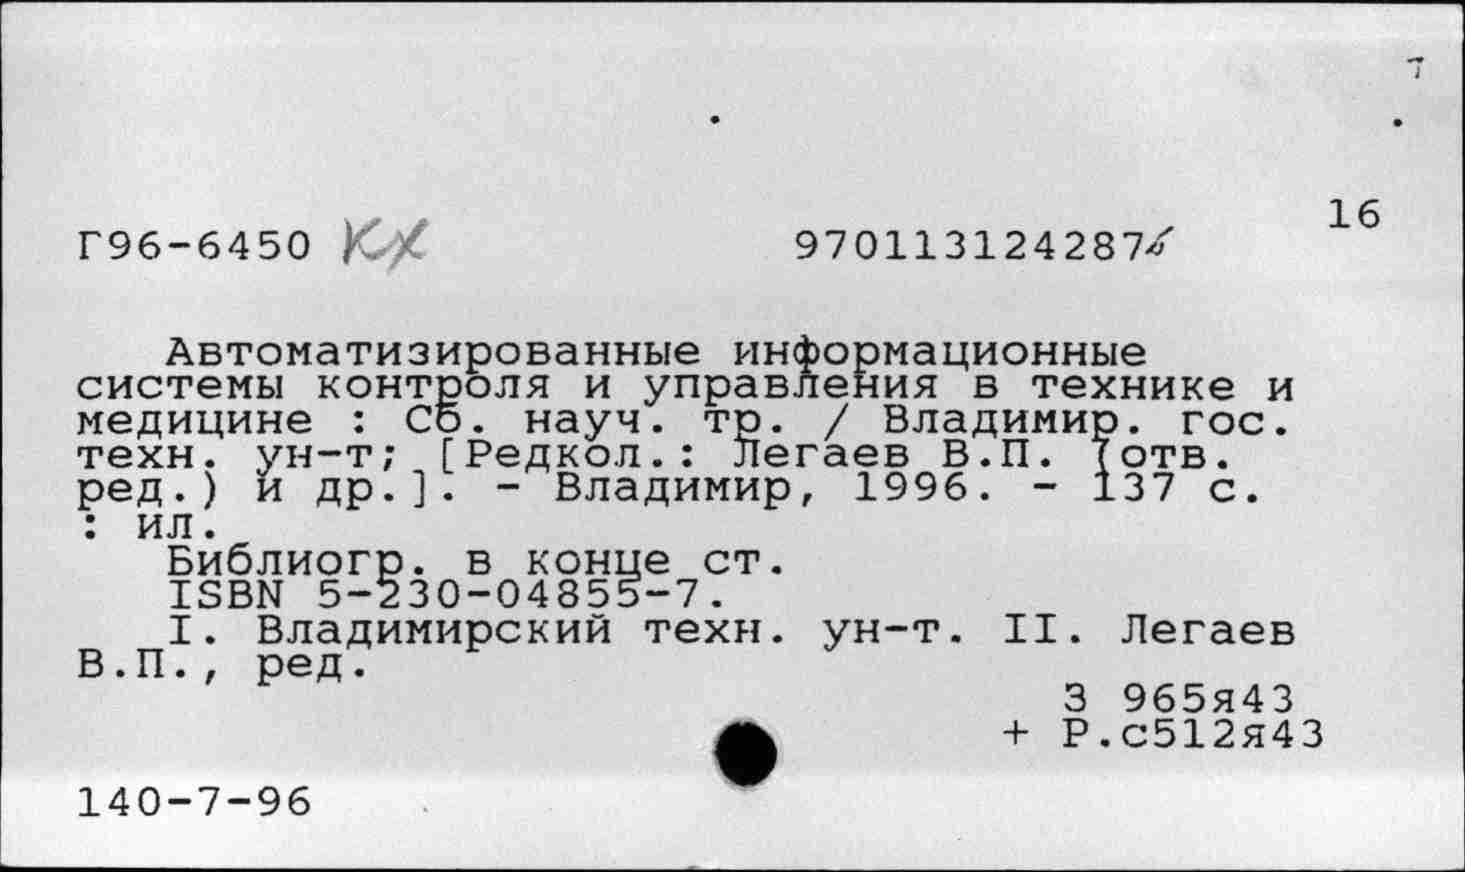 16
Г96-6450 КХ 9701131242874
Автоматизированные информационные
системы контроля и управления в технике и
медицине : Сб. науч. тр. / Владимир. гос.
техн. ун-т; [Редкол.: Легаев В.П. (отв.
ред.) и др.]. - Владимир, 1996. - 137 с.
: ил.
Библиогр. в конце ст.
ISBN 5-230-04855-7.
I. Владимирский техн. ун-т. II. Легаев
В.П., ред.
З 965я43
+ Р.с512я43
140-7-96